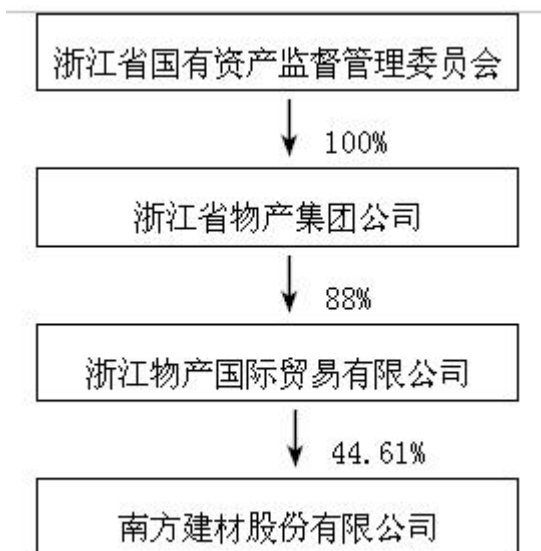 浙江省国有资产监督管理委员会
100%
浙江省物产集团公司
88%
浙江物产国际贸易有限公司
44.61%
南方建材股份有限公司